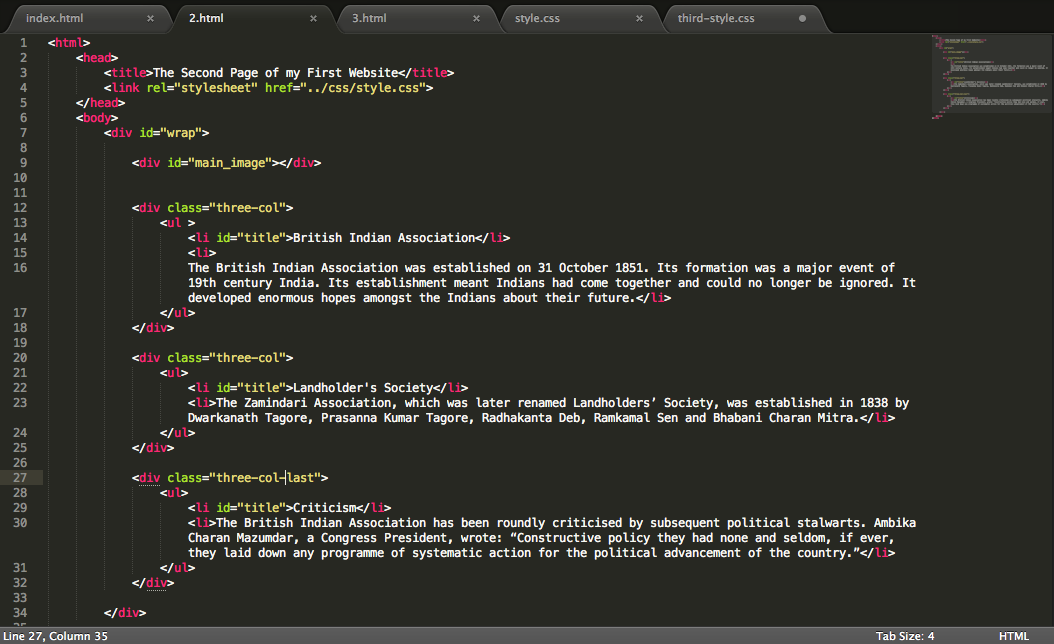 index.html × 2.html × 3.html × style.css × third-style.css ●
1 <html>
2 <head>
3 <title>The Second Page of my First Website</title>
4 <link rel="stylesheet" href="../css/style.css">
5 </head>
6 <body>
7 <div id="wrap">
8
9 <div id="main_image"></div>
10
11
12 <div class="three-col">
13 <ul >
14 <li id="title">British Indian Association</li>
15 <li>
16 The British Indian Association was established on 31 October 1851. Its formation was a major event of
19th century India. Its establishment meant Indians had come together and could no longer be ignored. It
developed enormous hopes amongst the Indians about their future.</li>
17 </ul>
18 </div>
19
20 <div class="three-col">
21 <ul>
22 <li id="title">Landholder's Society</li>
23 <li>The Zamindari Association, which was later renamed Landholders’ Society, was established in 1838 by
Dwarkanath Tagore, Prasanna Kumar Tagore, Radhakanta Deb, Ramkamal Sen and Bhabani Charan Mitra.</li>
24 </ul>
25 </div>
26
27 <div class="three-col-last">
28 <ul>
29 <li id="title">Criticism</li>
30 <li>The British Indian Association has been roundly criticised by subsequent political stalwarts. Ambika
Charan Mazumdar, a Congress President, wrote: “Constructive policy they had none and seldom, if ever,
they laid down any programme of systematic action for the political advancement of the country.”</li>
31 </ul>
32 </div>
33
34 </div>
Line 27, Column 35 Tab Size: 4 HTML